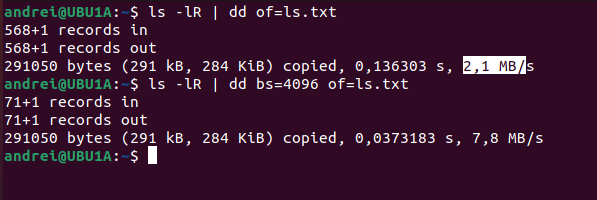 andrei@UBU1A:~$ ls -lR | dd of=ls.txt
568+1 records in
568+1 records out
291050 bytes (291 kB, 284 KiB) copied, 0,136303 s, 2,1 MB/s
andrei@UBU1A:~$ ls -lR | dd bs=4096 of=ls.txt
71+1 records in
71+1 records out
291050 bytes (291 kB, 284 KiB) copied, 0,0373183 s, 7,8 MB/s
andrei@UBU1A:~$